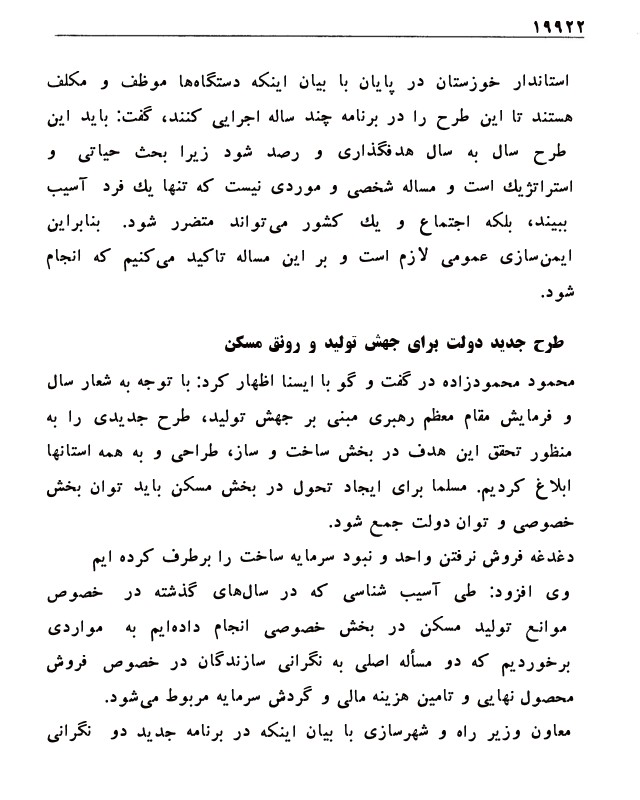 ۱۹۹۲۲
استاندار خوزستان در پایان با بیان اینکه دستگاه‌ها موظف و مکلف
هستند تا این طرح را در برنامه چند ساله اجرایی کنند، گفت: باید این
طرح سال به سال هدفگذاری و رصد شود زیرا بحث حیاتی و
استراتژیك است و مساله شخصی و موردی نیست که تنها یك فرد آسیب
ببیند، بلکه اجتماع و یك کشور می‌تواند متضرر شود. بنابراین
ایمن‌سازی عمومی لازم است و بر این مساله تاکید می‌کنیم که انجام
شود.
طرح جدید دولت برای جهش تولید و رونق مسکن
محمود محمودزاده در گفت و گو با ایسنا اظهار کرد: با توجه به شعار سال
و فرمایش مقام معظم رهبری مبنی بر جهش تولید، طرح جدیدی را به
منظور تحقق این هدف در بخش ساخت و ساز، طراحی و به همه استانها
ابلاغ کردیم. مسلما برای ایجاد تحول در بخش مسکن باید توان بخش
خصوصی و توان دولت جمع شود.
دغدغه فروش نرفتن واحد و نبود سرمایه ساخت را برطرف کرده ایم
وی افزود: طی آسیب شناسی که در سال‌های گذشته در خصوص
موانع تولید مسکن در بخش خصوصی انجام داده‌ایم به مواردی
برخوردیم که دو مسأله اصلی به نگرانی سازندگان در خصوص فروش
محصول نهایی و تامین هزینه مالی و گردش سرمایه مربوط می‌شود.
معاون وزیر راه و شهرسازی با بیان اینکه در برنامه جدید دو نگرانی